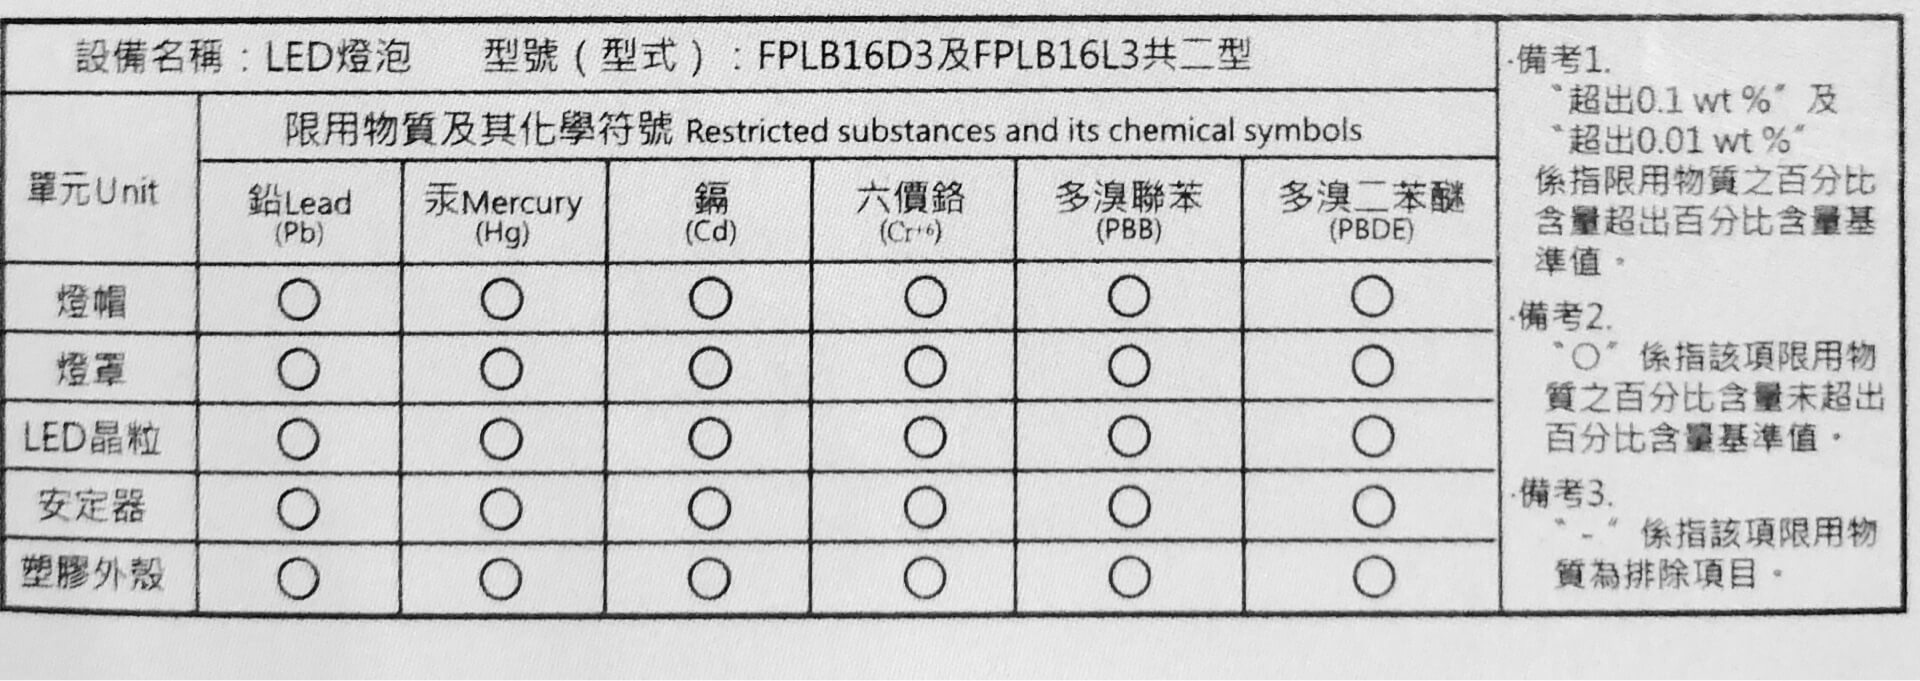 設備名稱：LED燈泡 型號（型式）：FPLB16D3及FPLB16L3共二型
單元Unit
限用物質及其化學符號 Restricted substances and its chemical symbols
鉛Lead (Pb)
汞Mercury (Hg)
鎘 (Cd)
六價鉻 (Cr⁺⁶)
多溴聯苯 (PBB)
多溴二苯醚 (PBDE)
燈帽 ○ ○ ○ ○ ○ ○
燈罩 ○ ○ ○ ○ ○ ○
LED晶粒 ○ ○ ○ ○ ○ ○
安定器 ○ ○ ○ ○ ○ ○
塑膠外殼 ○ ○ ○ ○ ○ ○
·備考1.
〝超出0.1 wt %〞及
〝超出0.01 wt %〞
係指限用物質之百分比
含量超出百分比含量基
準值。
·備考2.
〝○〞係指該項限用物
質之百分比含量未超出
百分比含量基準值。
·備考3.
〝-〞係指該項限用物
質為排除項目。